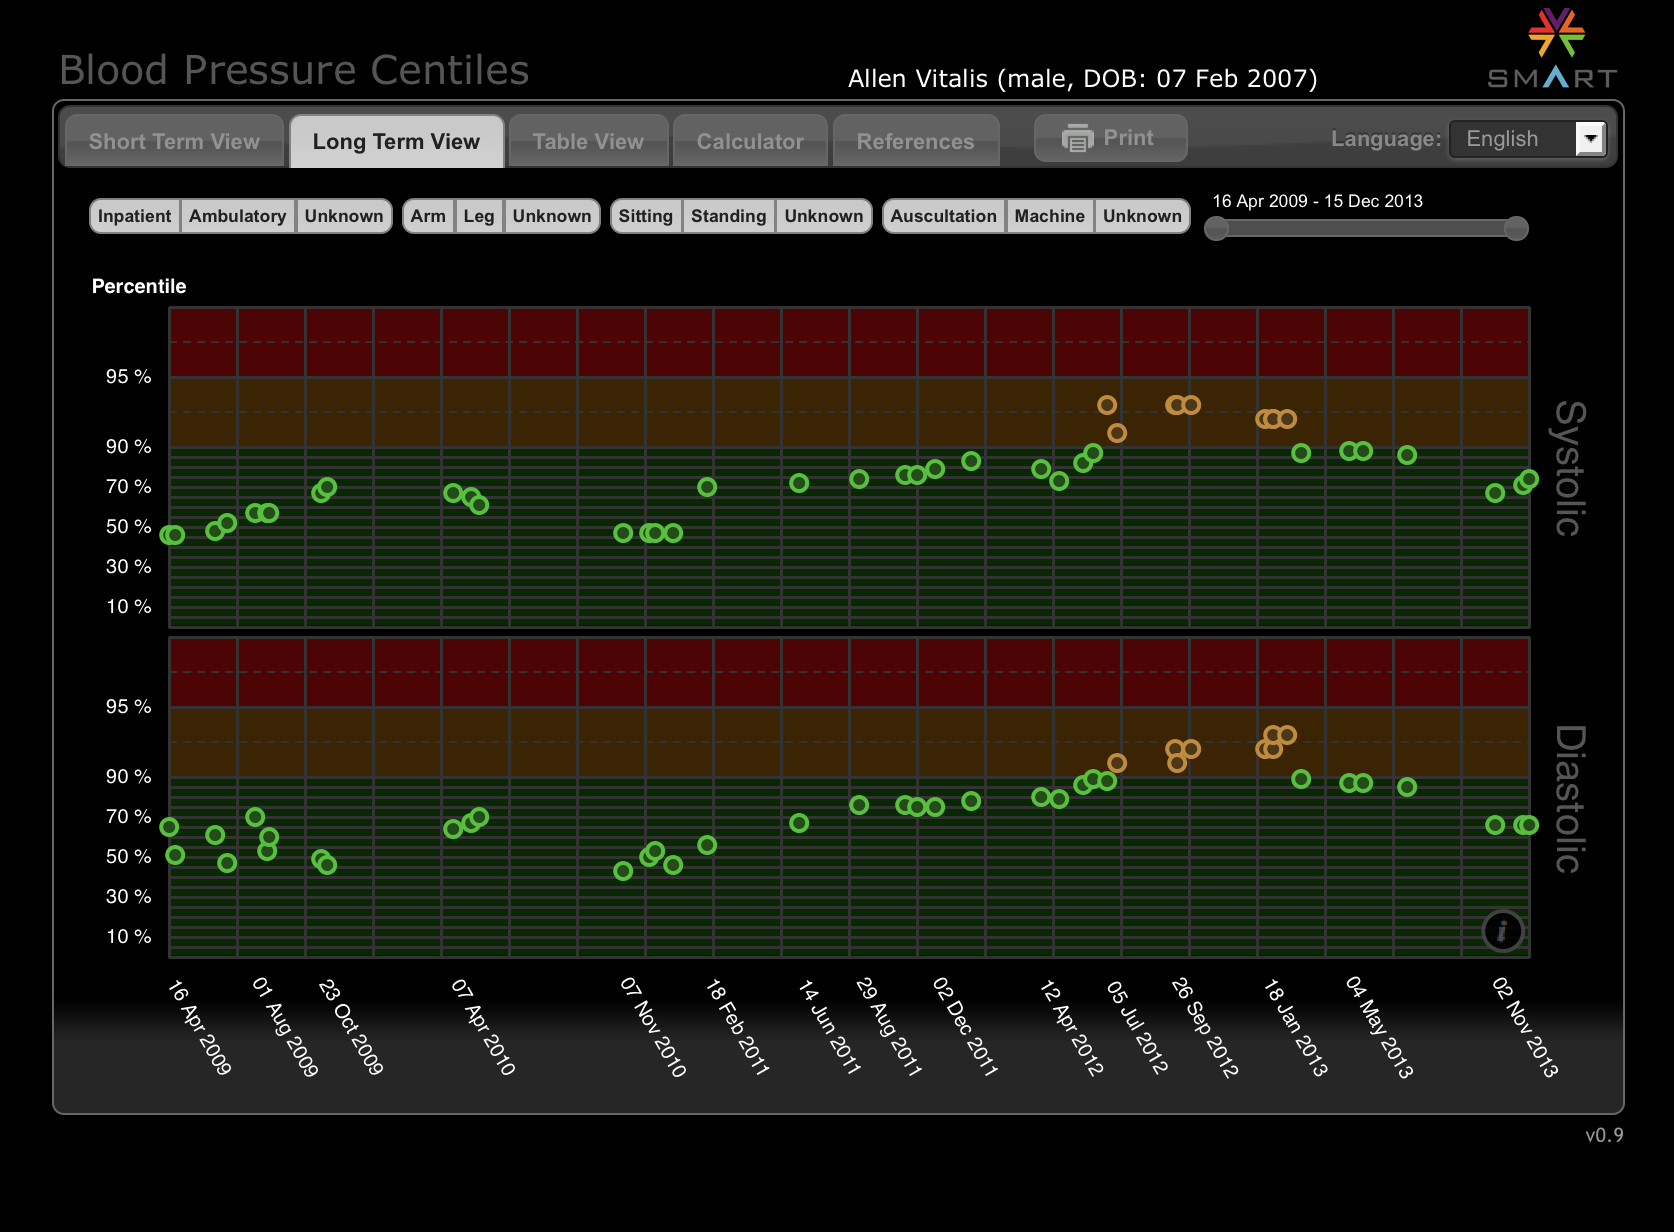 Blood Pressure Centiles
Allen Vitalis (male, DOB: 07 Feb 2007)
SMART
Short Term View
Long Term View
Table View
Calculator
References
Print
Language:
English
Inpatient Ambulatory Unknown
Arm Leg Unknown
Sitting Standing Unknown
Auscultation Machine Unknown
16 Apr 2009 - 15 Dec 2013
Percentile
95 %
90 %
70 %
50 %
30 %
10 %
Systolic
95 %
90 %
70 %
50 %
30 %
10 %
Diastolic
i
16 Apr 2009
01 Aug 2009
23 Oct 2009
07 Apr 2010
07 Nov 2010
18 Feb 2011
14 Jun 2011
29 Aug 2011
02 Dec 2011
12 Apr 2012
05 Jul 2012
26 Sep 2012
18 Jan 2013
04 May 2013
02 Nov 2013
v0.9